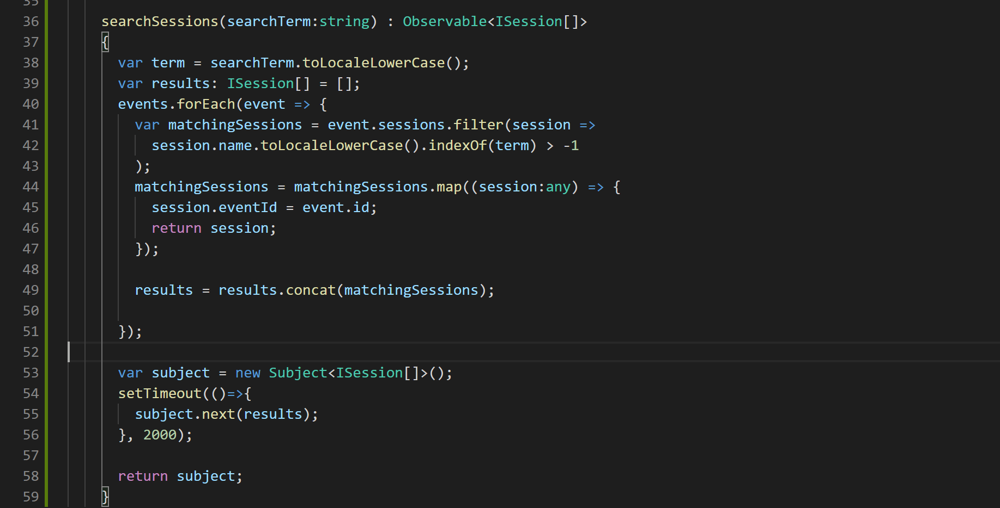 35
36 searchSessions(searchTerm:string) : Observable<ISession[]>
37 {
38 var term = searchTerm.toLocaleLowerCase();
39 var results: ISession[] = [];
40 events.forEach(event => {
41 var matchingSessions = event.sessions.filter(session =>
42 session.name.toLocaleLowerCase().indexOf(term) > -1
43 );
44 matchingSessions = matchingSessions.map((session:any) => {
45 session.eventId = event.id;
46 return session;
47 });
48
49 results = results.concat(matchingSessions);
50
51 });
52
53 var subject = new Subject<ISession[]>();
54 setTimeout(()=>{
55 subject.next(results);
56 }, 2000);
57
58 return subject;
59 }